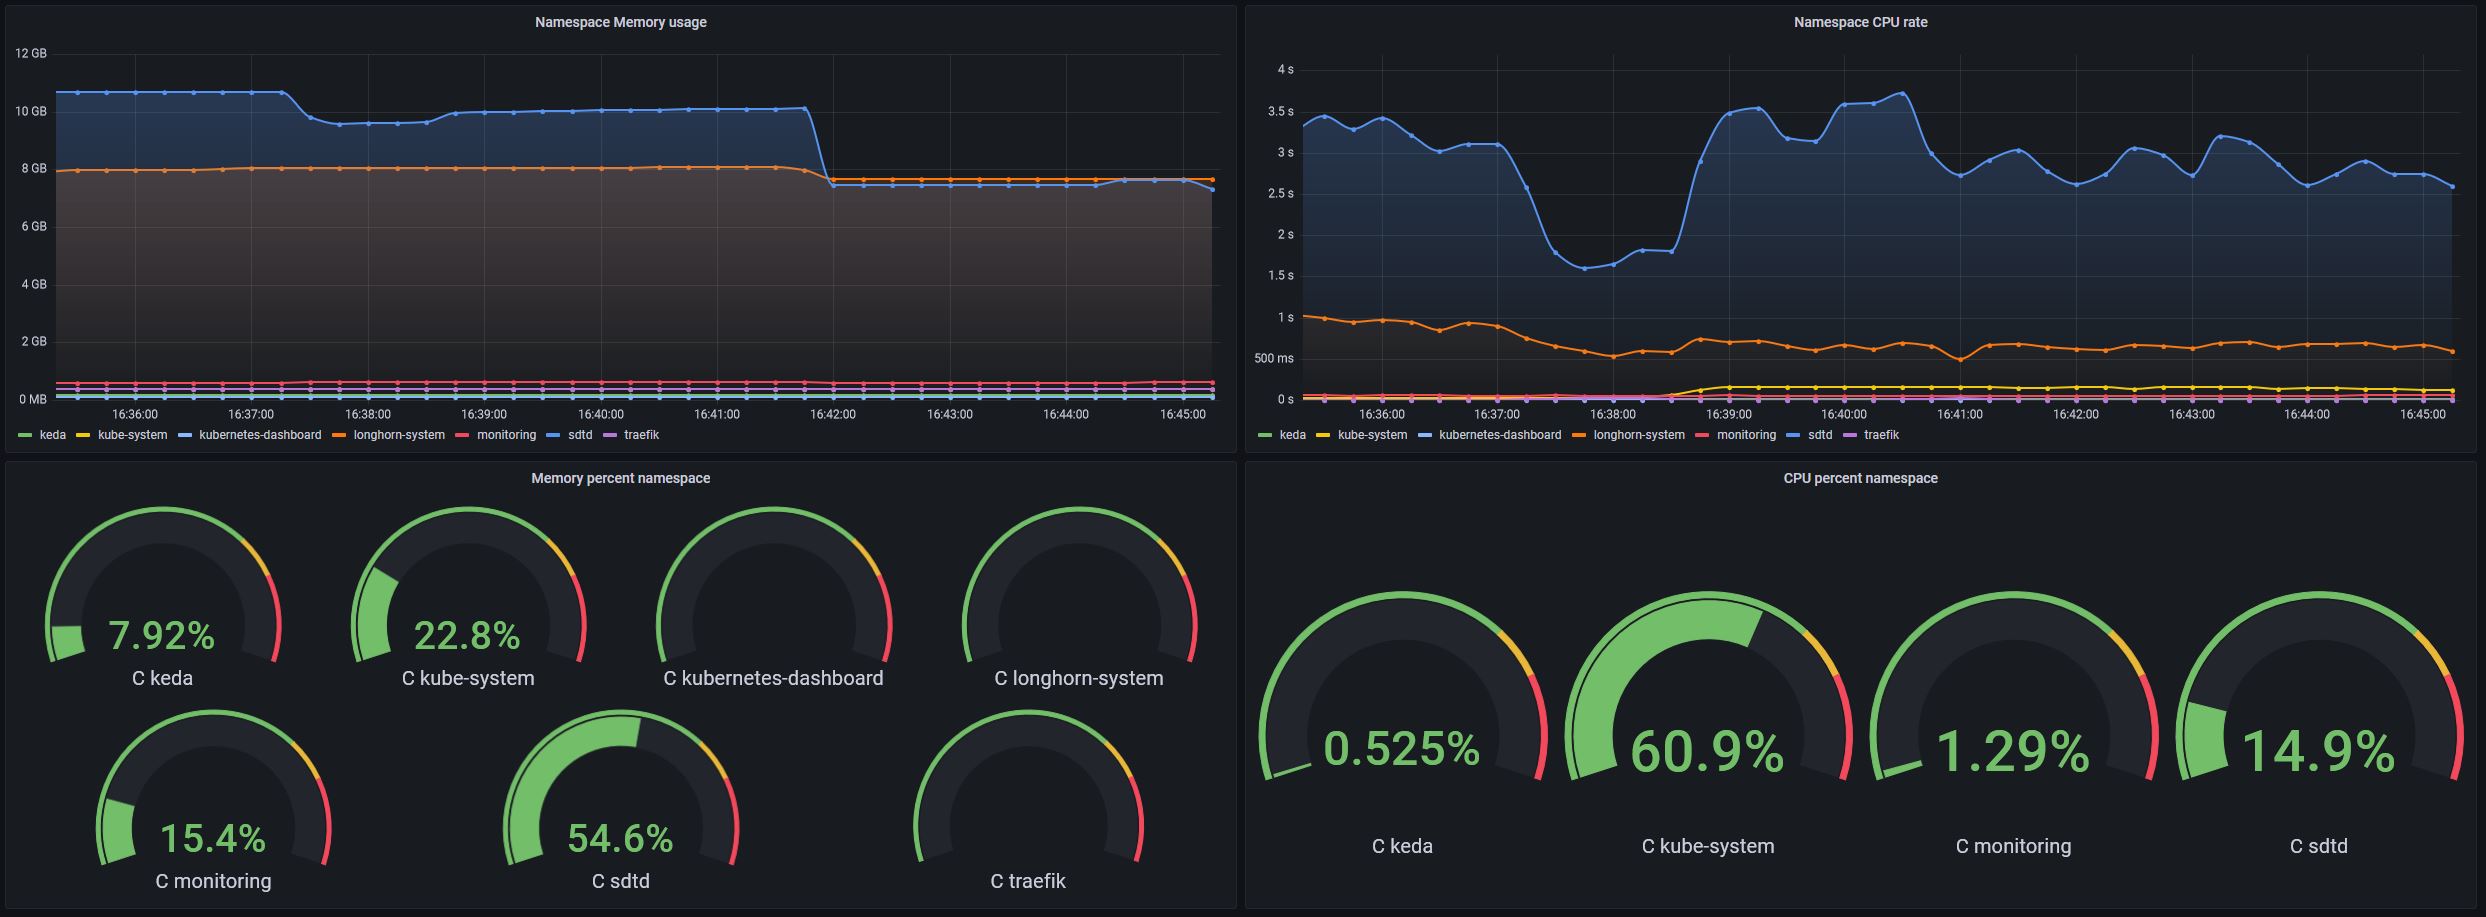 Namespace Memory usage
12 GB
10 GB
8 GB
6 GB
4 GB
2 GB
0 MB
16:36:00 16:37:00 16:38:00 16:39:00 16:40:00 16:41:00 16:42:00 16:43:00 16:44:00 16:45:00
keda kube-system kubernetes-dashboard longhorn-system monitoring sdtd traefik
Namespace CPU rate
4 s
3.5 s
3 s
2.5 s
2 s
1.5 s
1 s
500 ms
0 s
16:36:00 16:37:00 16:38:00 16:39:00 16:40:00 16:41:00 16:42:00 16:43:00 16:44:00 16:45:00
keda kube-system kubernetes-dashboard longhorn-system monitoring sdtd traefik
Memory percent namespace
7.92% 22.8%
C keda C kube-system C kubernetes-dashboard C longhorn-system
15.4% 54.6%
C monitoring C sdtd C traefik
CPU percent namespace
0.525% 60.9% 1.29% 14.9%
C keda C kube-system C monitoring C sdtd